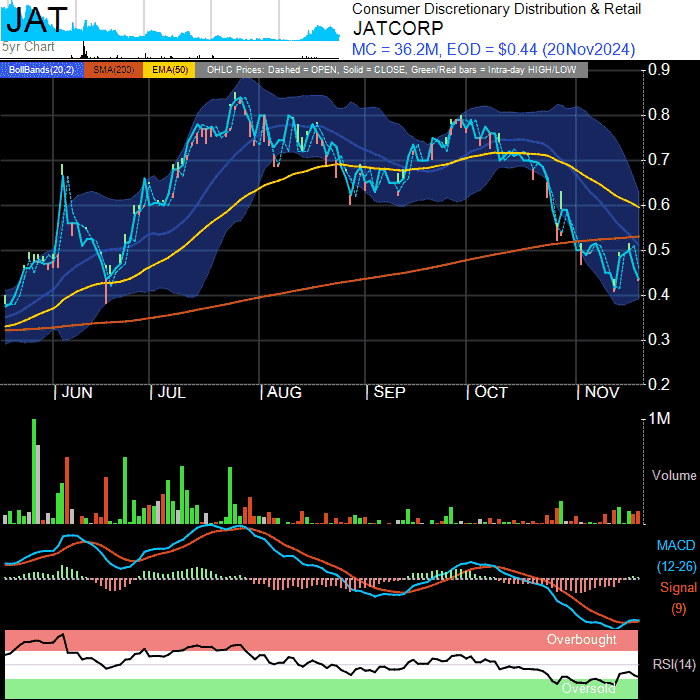 JAT
5yr Chart
Consumer Discretionary Distribution & Retail
JATCORP
MC = 36.2M, EOD = $0.44 (20Nov2024)
BollBands(20,2) SMA(200) EMA(50) OHLC Prices: Dashed = OPEN, Solid = CLOSE, Green/Red bars = Intra-day HIGH/LOW
0.9
0.8
0.7
0.6
0.5
0.4
0.3
0.2
| JUN | JUL | AUG | SEP | OCT | NOV
1M
Volume
MACD
(12-26)
Signal
(9)
Overbought
RSI(14)
Oversold